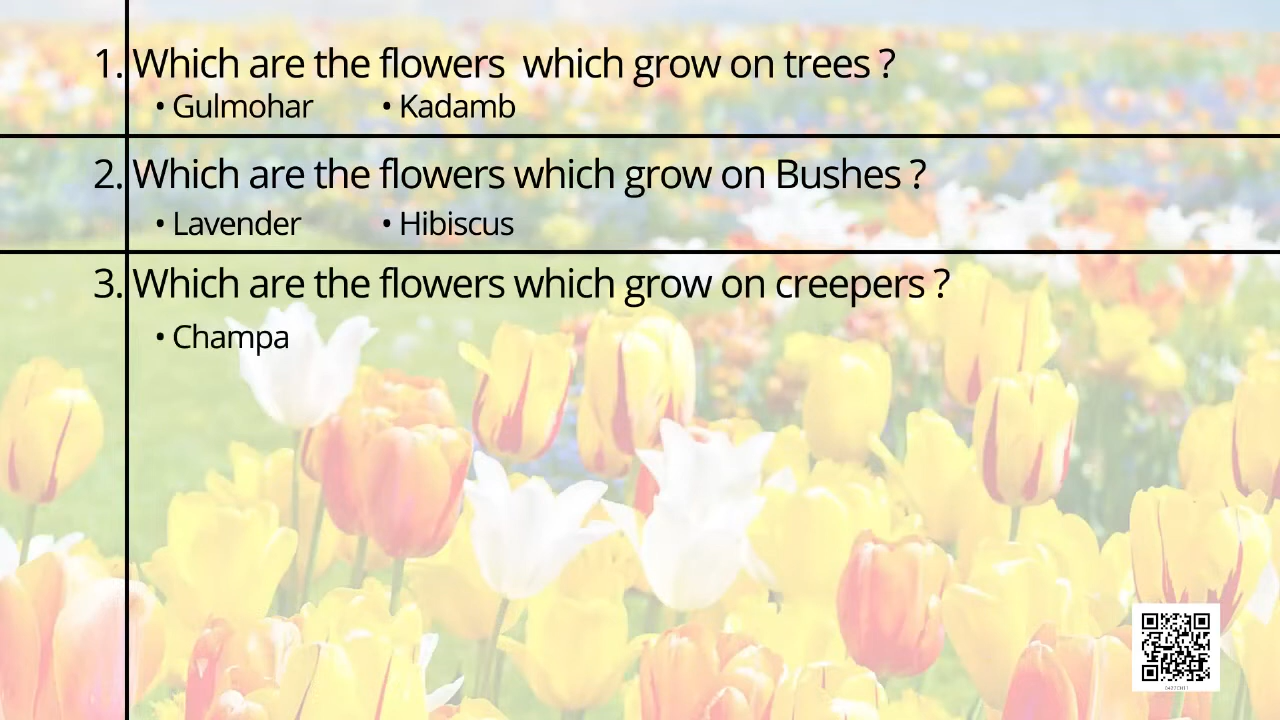 1. Which are the flowers  which grow on trees ?
• Gulmohar • Kadamb
2. Which are the flowers which grow on Bushes ?
• Lavender • Hibiscus
3. Which are the flowers which grow on creepers ?
• Champa